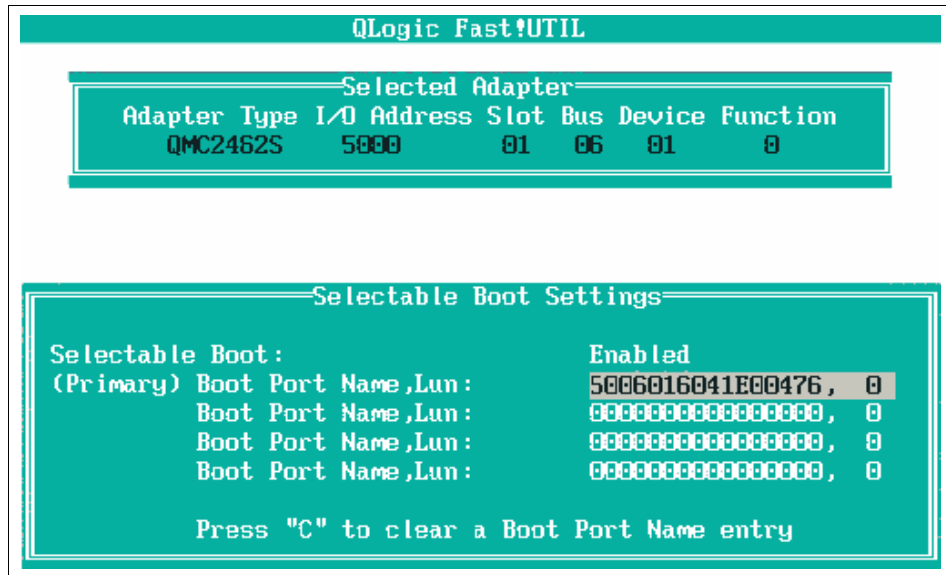 QLogic Fast!UTIL
Selected Adapter
Adapter Type I/O Address Slot Bus Device Function
QMC2462S 5000 01 06 01 0
Selectable Boot Settings
Selectable Boot: Enabled
(Primary) Boot Port Name,Lun: 5006016041E00476, 0
Boot Port Name,Lun: 0000000000000000, 0
Boot Port Name,Lun: 0000000000000000, 0
Boot Port Name,Lun: 0000000000000000, 0
Press "C" to clear a Boot Port Name entry